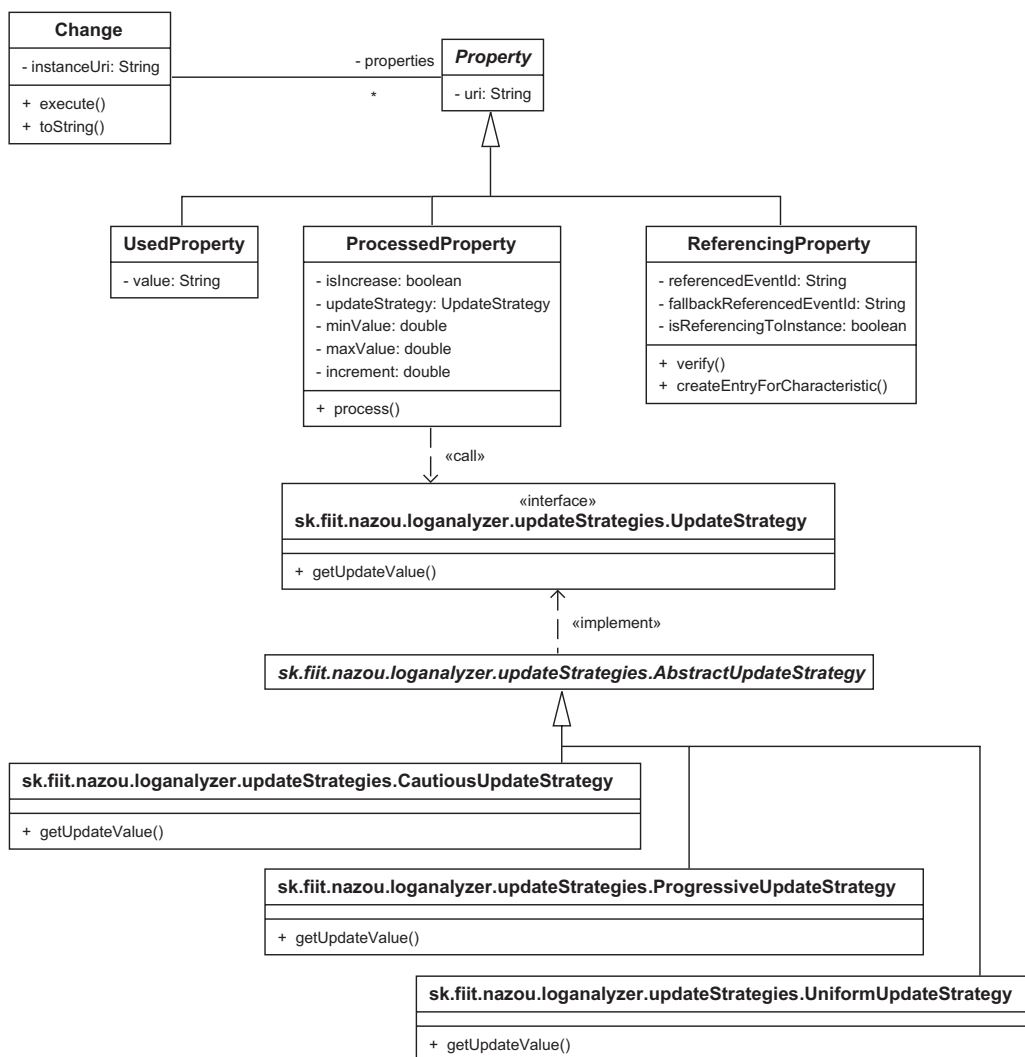 Change
- instanceUri: String
+ execute()
+ toString()
- properties
*
Property
- uri: String
UsedProperty
- value: String
ProcessedProperty
- isIncrease: boolean
- updateStrategy: UpdateStrategy
- minValue: double
- maxValue: double
- increment: double
+ process()
ReferencingProperty
- referencedEventId: String
- fallbackReferencedEventId: String
- isReferencingToInstance: boolean
+ verify()
+ createEntryForCharacteristic()
«call»
«interface»
sk.fiit.nazou.loganalyzer.updateStrategies.UpdateStrategy
+ getUpdateValue()
«implement»
sk.fiit.nazou.loganalyzer.updateStrategies.AbstractUpdateStrategy
sk.fiit.nazou.loganalyzer.updateStrategies.CautiousUpdateStrategy
+ getUpdateValue()
sk.fiit.nazou.loganalyzer.updateStrategies.ProgressiveUpdateStrategy
+ getUpdateValue()
sk.fiit.nazou.loganalyzer.updateStrategies.UniformUpdateStrategy
+ getUpdateValue()